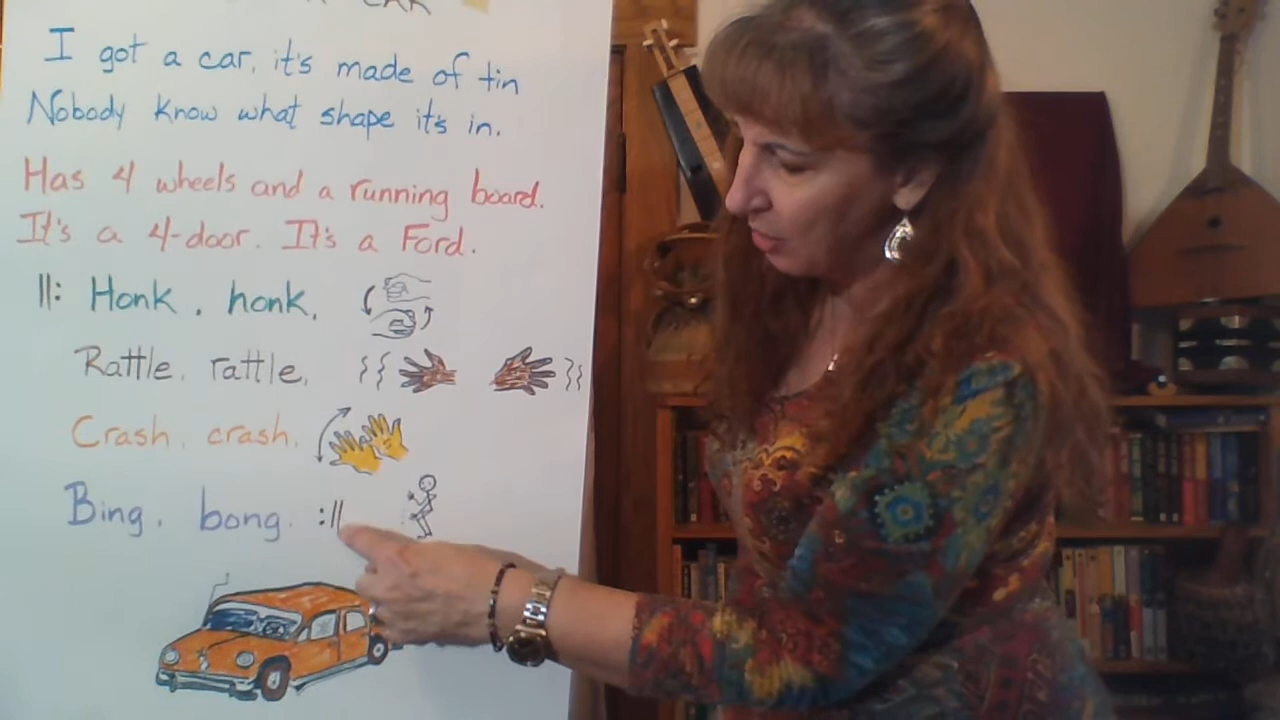 CAR
I got a car, it's made of tin
Nobody know what shape it's in.
Has 4 wheels and a running board.
It's a 4-door. It's a Ford.
||: Honk, honk,
Rattle, rattle,
Crash, crash,
Bing, bong. :||